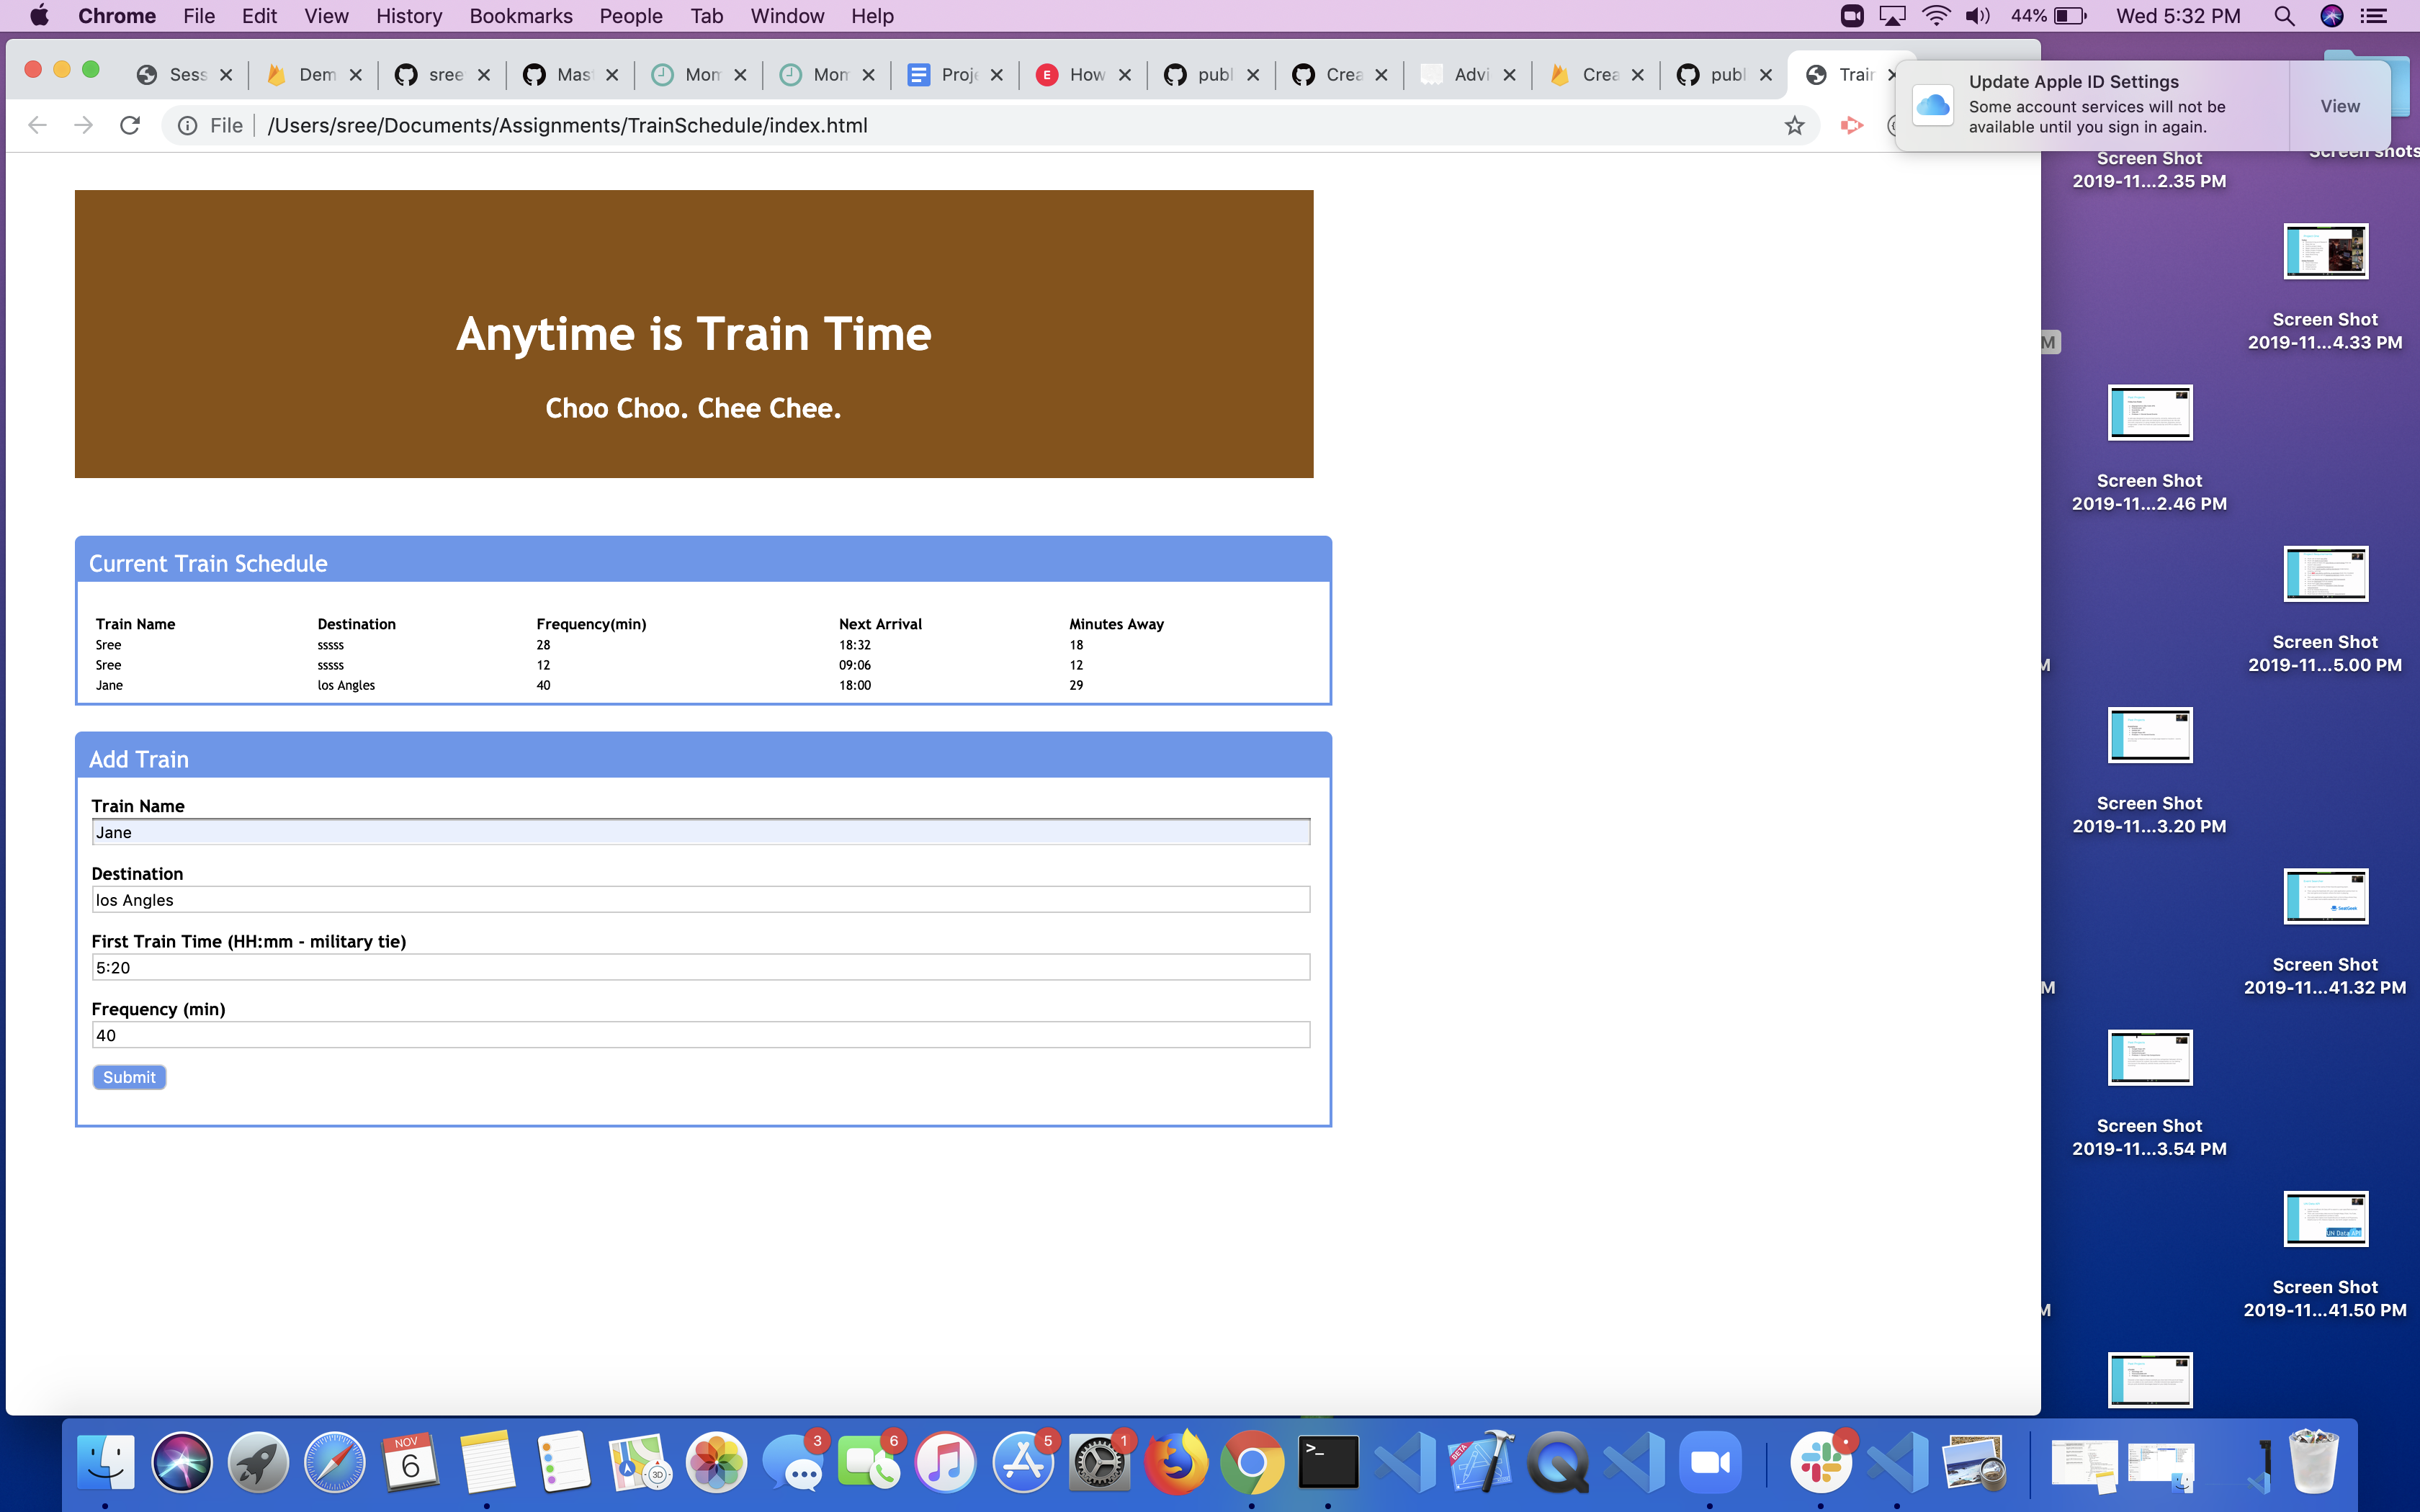 Chrome File Edit View History Bookmarks People Tab Window Help 44% Wed 5:32 PM
Sess Dem sree Mas Mom Mom Proj E How publ Crea Advi Crea publ Train
File /Users/sree/Documents/Assignments/TrainSchedule/index.html
Update Apple ID Settings
Some account services will not be
available until you sign in again.
View
Anytime is Train Time
Choo Choo. Chee Chee.
Current Train Schedule
Train Name Destination Frequency(min) Next Arrival Minutes Away
Sree sssss 28 18:32 18
Sree sssss 12 09:06 12
Jane los Angles 40 18:00 29
Add Train
Train Name
Jane
Destination
los Angles
First Train Time (HH:mm - military tie)
5:20
Frequency (min)
40
Submit
Screen shots
Screen Shot
2019-11...2.35 PM
Screen Shot
2019-11...4.33 PM
M
Screen Shot
2019-11...2.46 PM
Screen Shot
2019-11...5.00 PM
M
Screen Shot
2019-11...3.20 PM
SeatGeek
Screen Shot
2019-11...41.32 PM
M
Screen Shot
2019-11...3.54 PM
UN Data API
Screen Shot
2019-11...41.50 PM
M
NOV
6
3D
3
6
5
1
>_
BETA